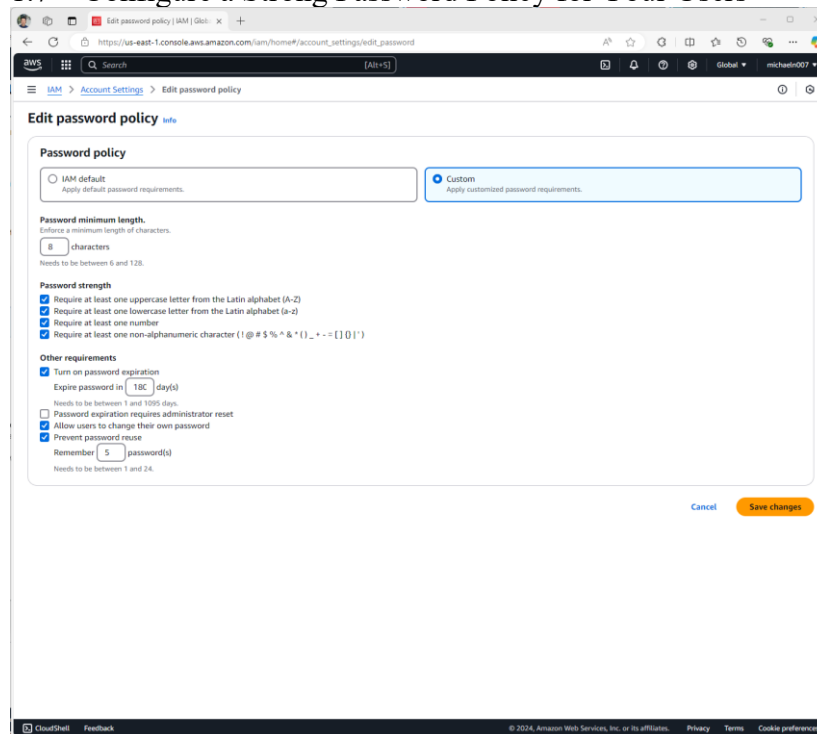 Configure a Strong Password Policy for Your Users
Edit password policy | IAM | Glob
https://us-east-1.console.aws.amazon.com/iam/home#/account_settings/edit_password
aws
Search
[Alt+S]
Global
michaeln007
IAM > Account Settings > Edit password policy
Edit password policy Info
Password policy
IAM default
Apply default password requirements.
Custom
Apply customized password requirements.
Password minimum length.
Enforce a minimum length of characters.
8 characters
Needs to be between 6 and 128.
Password strength
Require at least one uppercase letter from the Latin alphabet (A-Z)
Require at least one lowercase letter from the Latin alphabet (a-z)
Require at least one number
Require at least one non-alphanumeric character ( ! @ # $ % ^ & * ( ) _ + - = [ ] { } | ' )
Other requirements
Turn on password expiration
Expire password in 180 day(s)
Needs to be between 1 and 1095 days.
Password expiration requires administrator reset
Allow users to change their own password
Prevent password reuse
Remember 5 password(s)
Needs to be between 1 and 24.
Cancel
Save changes
CloudShell
Feedback
© 2024, Amazon Web Services, Inc. or its affiliates.
Privacy
Terms
Cookie preferences